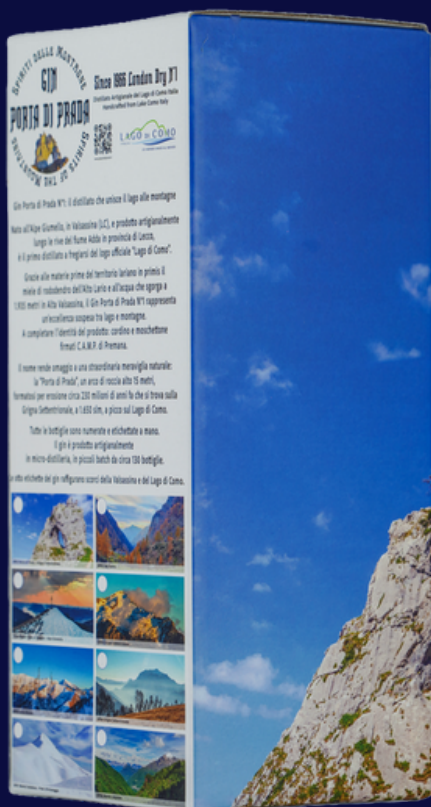 SPIRITI DELLE MONTAGNE
GIN
PORTA DI PRADA
SPIRITS OF THE MOUNTAINS
Since 1966 London Dry N°1
Distillato Artigianale del Lago di Como Italia
Handcrafted from Lake Como Italy
LAGO DI COMO
Gin Porta di Prada N°1: il distillato che unisce il lago alle montagne
Nato all'Alpe Giumello, in Valsassina (LC), e prodotto artigianalmente
lungo le rive del fiume Adda in provincia di Lecco,
è il primo distillato a fregiarsi del logo ufficiale "Lago di Como".
Grazie alle materie prime del territorio lariano in primis il
miele di rododendro dell'Alto Lario e all'acqua che sgorga a
1.935 metri in Alta Valsassina, il Gin Porta di Prada N°1 rappresenta
un'eccellenza sospesa tra lago e montagne.
A completare l'identità del prodotto: cordino e moschettone
firmati C.A.M.P. di Premana.
Il nome rende omaggio a una straordinaria meraviglia naturale:
la "Porta di Prada", un arco di roccia alto 15 metri,
formatosi per erosione circa 230 milioni di anni fa che si trova sulla
Grigna Settentrionale, a 1.630 slm, a picco sul Lago di Como.
Tutte le bottiglie sono numerate e etichettate a mano.
Il gin è prodotto artigianalmente
in micro-distilleria, in piccoli batch da circa 130 bottiglie.
le otto etichette del gin raffigurano scorci della Valsassina e del Lago di Como.